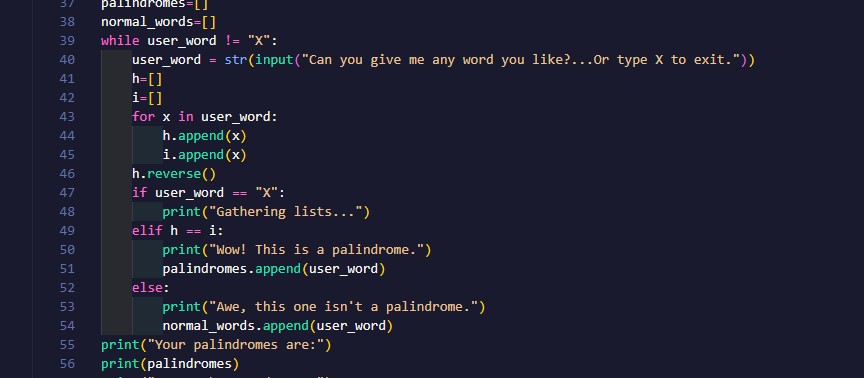 37 palindromes=[]
38 normal_words=[]
39 while user_word != "X":
40     user_word = str(input("Can you give me any word you like?...Or type X to exit."))
41     h=[]
42     i=[]
43     for x in user_word:
44         h.append(x)
45         i.append(x)
46     h.reverse()
47     if user_word == "X":
48         print("Gathering lists...")
49     elif h == i:
50         print("Wow! This is a palindrome.")
51         palindromes.append(user_word)
52     else:
53         print("Awe, this one isn't a palindrome.")
54         normal_words.append(user_word)
55 print("Your palindromes are:")
56 print(palindromes)